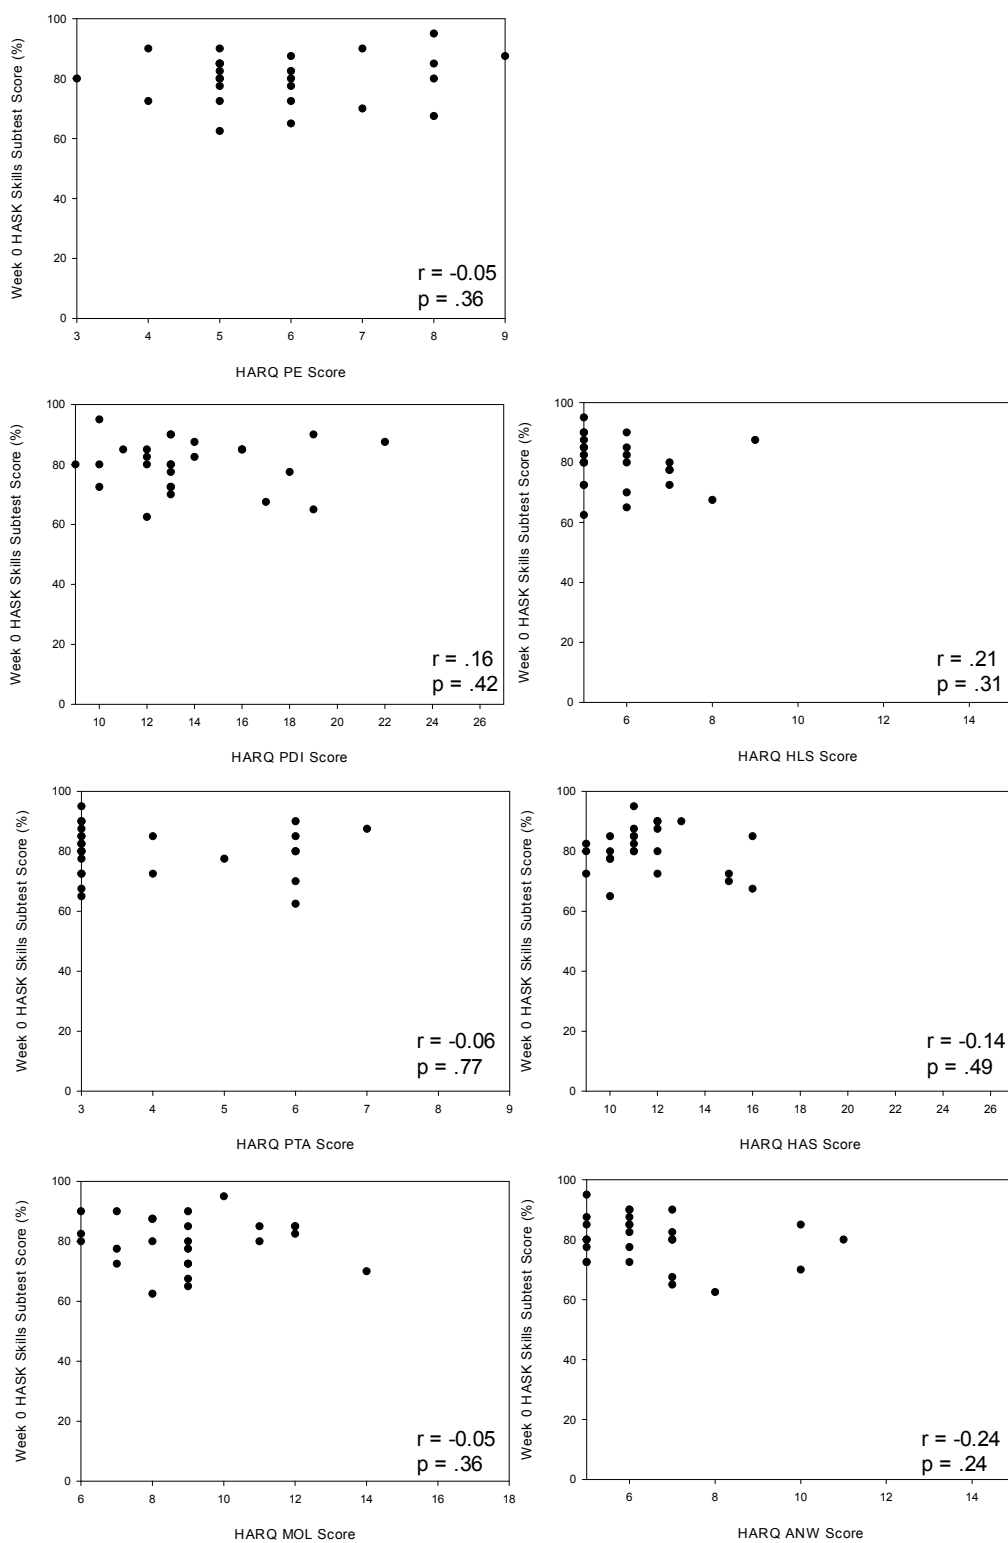 Week 0 HASK Skills Subtest Score (%)
100
80
60
40
20
0
3 4 5 6 7 8 9
r = -0.05
p = .36
HARQ PE Score
Week 0 HASK Skills Subtest Score (%)
100
80
60
40
20
0
10 12 14 16 18 20 22 24 26
r = .16
p = .42
HARQ PDI Score
Week 0 HASK Skills Subtest Score (%)
100
80
60
40
20
0
6 8 10 12 14
r = .21
p = .31
HARQ HLS Score
Week 0 HASK Skills Subtest Score (%)
100
80
60
40
20
0
3 4 5 6 7 8 9
r = -0.06
p = .77
HARQ PTA Score
Week 0 HASK Skills Subtest Score (%)
100
80
60
40
20
0
10 12 14 16 18 20 22 24 26
r = -0.14
p = .49
HARQ HAS Score
Week 0 HASK Skills Subtest Score (%)
100
80
60
40
20
0
6 8 10 12 14 16 18
r = -0.05
p = .36
HARQ MOL Score
Week 0 HASK Skills Subtest Score (%)
100
80
60
40
20
0
6 8 10 12 14
r = -0.24
p = .24
HARQ ANW Score